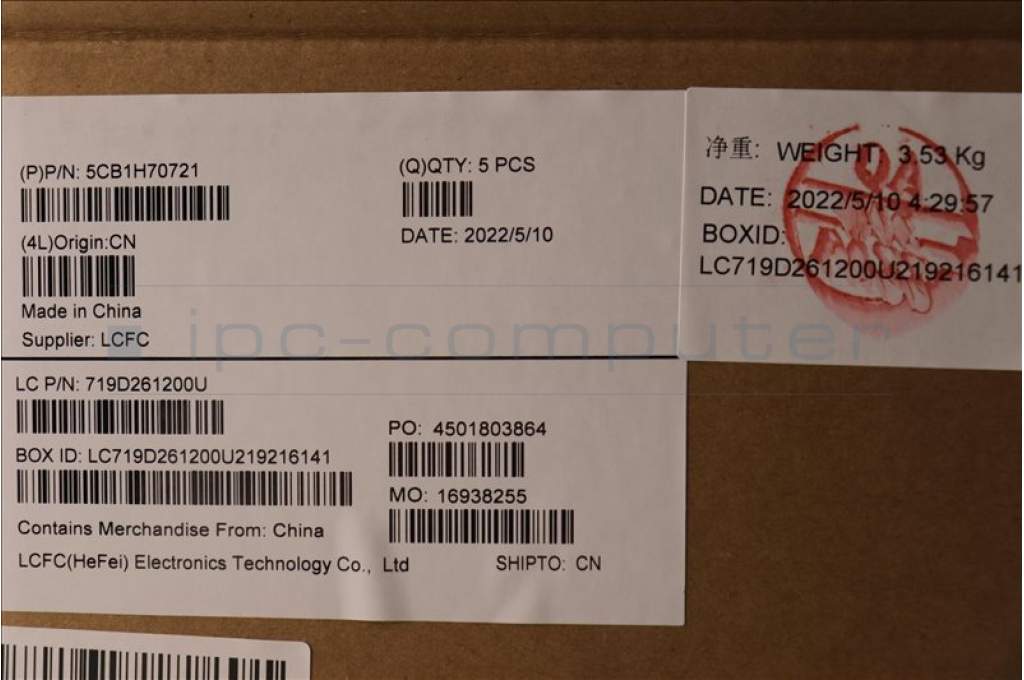 (P)P/N: 5CB1H70721
(Q)QTY: 5 PCS
(4L)Origin:CN
DATE: 2022/5/10
Made in China
Supplier: LCFC
净重: WEIGHT: 3.53 Kg
DATE: 2022/5/10 4:29:57
BOXID:
LC719D261200U219216141
QA
ipc-computer
LC P/N: 719D261200U
PO: 4501803864
BOX ID: LC719D261200U219216141
MO: 16938255
Contains Merchandise From: China
LCFC(HeFei) Electronics Technology Co., Ltd
SHIPTO: CN